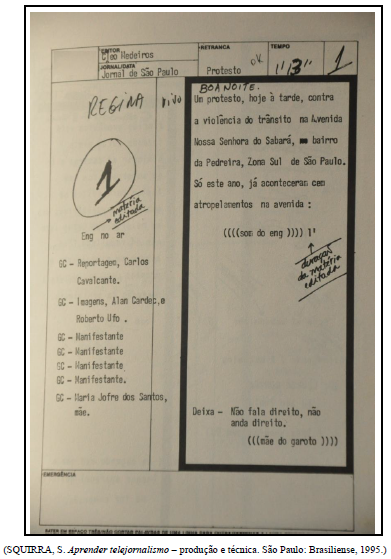 EDITOR
Cleo Medeiros
JORNAL/DATA
Jornal de São Paulo
RETRANCA
OK
Protesto
TEMPO
"13"
1
REGINA
VIVO
1
matéria editada
Eng no ar
GC - Reportagem, Carlos
Cavalcante.
GC - Imagens, Alan Cardec,e
Roberto Ufo .
GC - Manifestante
GC - Manifestante
GC - Manifestante
GC - Manifestante.
GC - Maria Jofre dos Santos,
mãe.
BOA NOITE.
Um protesto, hoje à tarde, contra
a violência do trânsito na Avenida
Nossa Senhora do Sabará, bairro
da Pedreira, Zona Sul de São Paulo.
Só este ano, já aconteceram cem
atropelamentos na avenida :
((((som do eng )))) 1'
duração da matéria editada
Deixa - Não fala direito, não
anda direito.
(((mãe do garoto ))))
EMERGÊNCIA
(SQUIRRA, S. Aprender telejornalismo – produção e técnica. São Paulo: Brasiliense, 1995.)